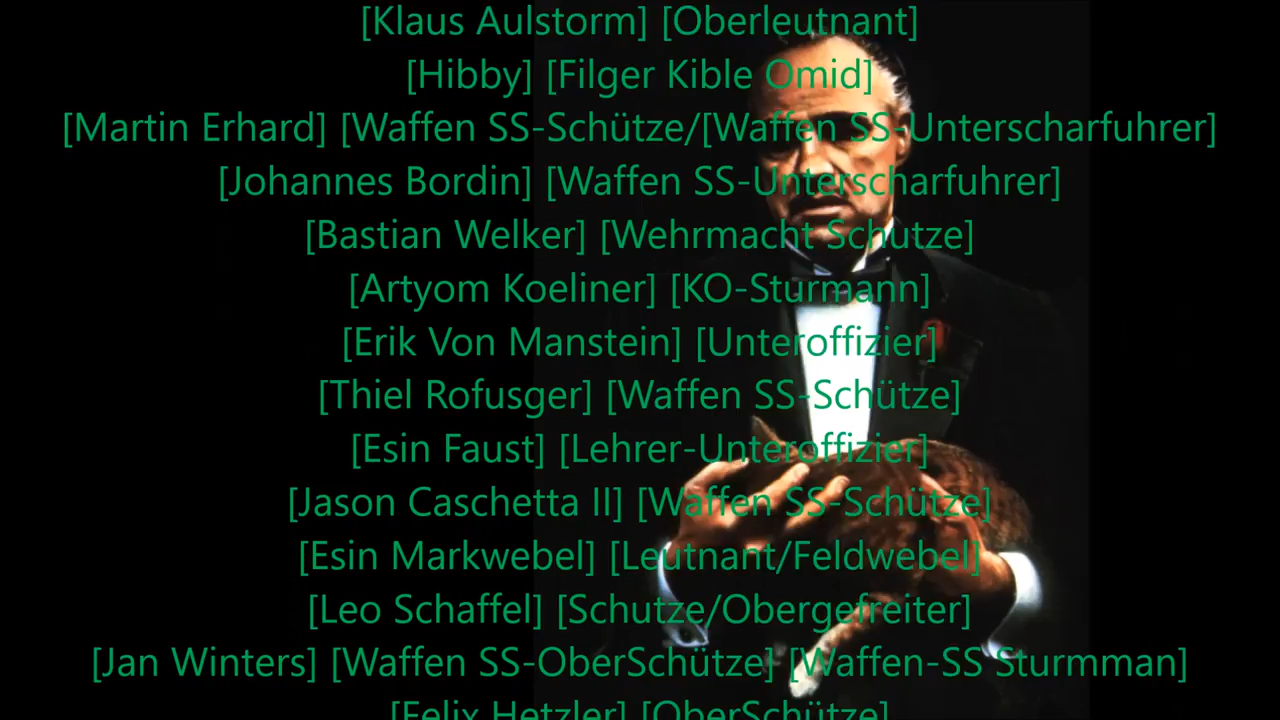 [Klaus Aulstorm] [Oberleutnant]
[Hibby] [Filger Kible Omid]
[Martin Erhard] [Waffen SS-Schütze/[Waffen SS-Unterscharfuhrer]
[Johannes Bordin] [Waffen SS-Unterscharfuhrer]
[Bastian Welker] [Wehrmacht Schutze]
[Artyom Koeliner] [KO-Sturmann]
[Erik Von Manstein] [Unteroffizier]
[Thiel Rofusger] [Waffen SS-Schütze]
[Esin Faust] [Lehrer-Unteroffizier]
[Jason Caschetta II] [Waffen SS-Schütze]
[Esin Markwebel] [Leutnant/Feldwebel]
[Leo Schaffel] [Schutze/Obergefreiter]
[Jan Winters] [Waffen SS-OberSchütze] [Waffen-SS Sturmman]
[Felix Hetzler] [OberSchütze]